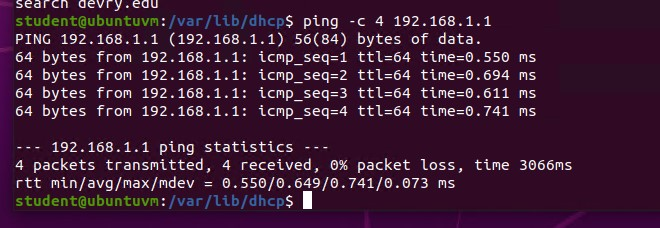 search devry.edu
student@ubuntuvm:/var/lib/dhcp$ ping -c 4 192.168.1.1
PING 192.168.1.1 (192.168.1.1) 56(84) bytes of data.
64 bytes from 192.168.1.1: icmp_seq=1 ttl=64 time=0.550 ms
64 bytes from 192.168.1.1: icmp_seq=2 ttl=64 time=0.694 ms
64 bytes from 192.168.1.1: icmp_seq=3 ttl=64 time=0.611 ms
64 bytes from 192.168.1.1: icmp_seq=4 ttl=64 time=0.741 ms
--- 192.168.1.1 ping statistics ---
4 packets transmitted, 4 received, 0% packet loss, time 3066ms
rtt min/avg/max/mdev = 0.550/0.649/0.741/0.073 ms
student@ubuntuvm:/var/lib/dhcp$